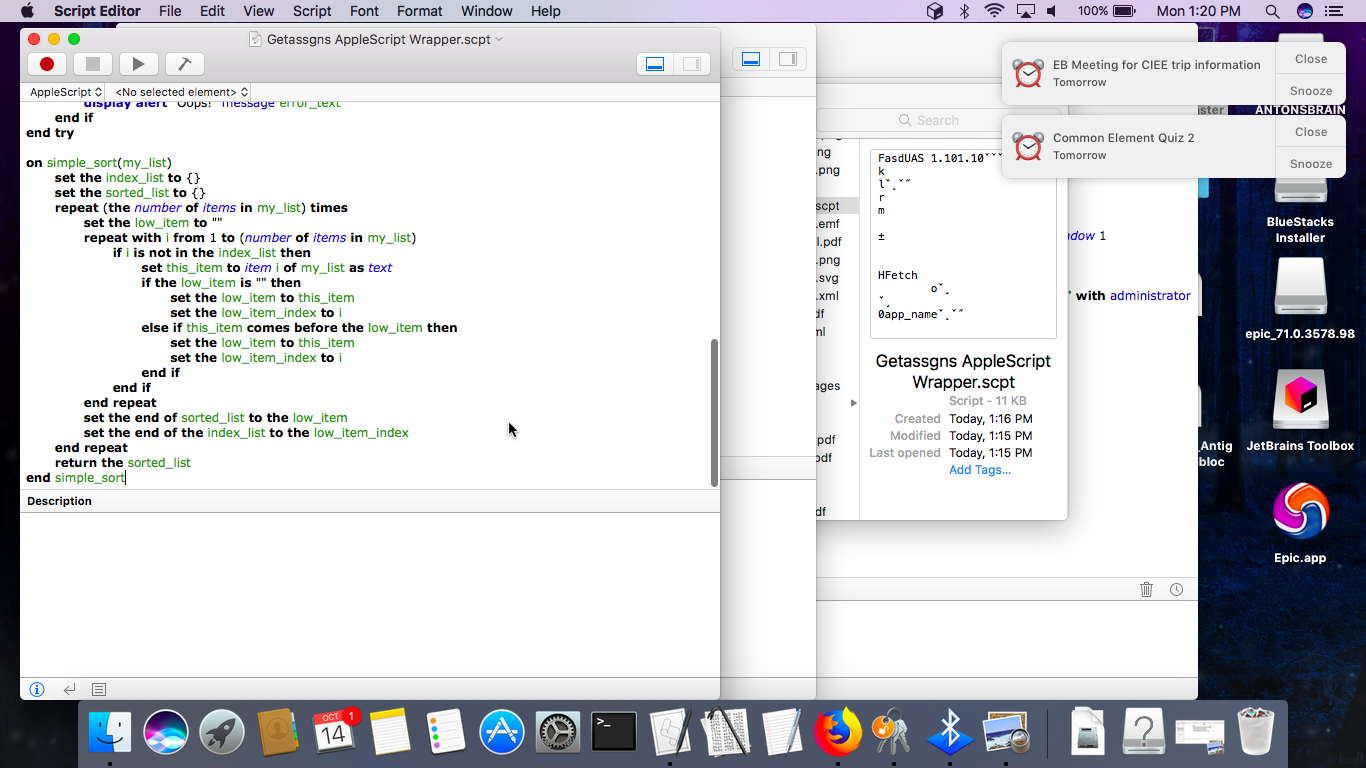 Script Editor File Edit View Script Font Format Window Help 100% Mon 1:20 PM
Getassgns AppleScript Wrapper.scpt
AppleScript <No selected element>
display alert "Oops!" message error_text
end if
end try
on simple_sort(my_list)
set the index_list to {}
set the sorted_list to {}
repeat (the number of items in my_list) times
set the low_item to ""
repeat with i from 1 to (number of items in my_list)
if i is not in the index_list then
set this_item to item i of my_list as text
if the low_item is "" then
set the low_item to this_item
set the low_item_index to i
else if this_item comes before the low_item then
set the low_item to this_item
set the low_item_index to i
end if
end if
end repeat
set the end of sorted_list to the low_item
set the end of the index_list to the low_item_index
end repeat
return the sorted_list
end simple_sort
Description
Search
ng
.png
scpt
.emf
l.pdf
.png
.svg
.xml
df
ml
ages
pdf
odf
df
FasdUAS 1.101.10ˇˇˇ
k
lˇ˛ˇ˝
r
m
±
HFetch
oˇ˛
ˇ˛
0app_nameˇ˛ˇ˝
Getassgns AppleScript
Wrapper.scpt
Script - 11 KB
Created Today, 1:16 PM
Modified Today, 1:15 PM
Last opened Today, 1:15 PM
Add Tags...
ndow 1
" with administrator
EB Meeting for CIEE trip information
Tomorrow
Close
Snooze
Common Element Quiz 2
Tomorrow
Close
Snooze
ster
ANTONSBRAIN
BlueStacks
Installer
epic_71.0.3578.98
_Antig
bloc
JetBrains Toolbox
Epic.app
OCT
14
1